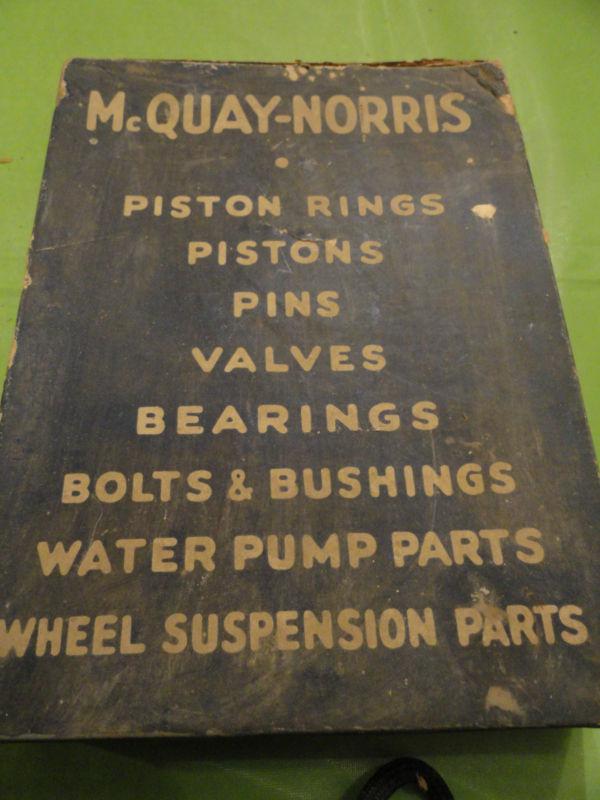 McQUAY-NORRIS
PISTON RINGS
PISTONS
PINS
VALVES
BEARINGS
BOLTS & BUSHINGS
WATER PUMP PARTS
WHEEL SUSPENSION PARTS